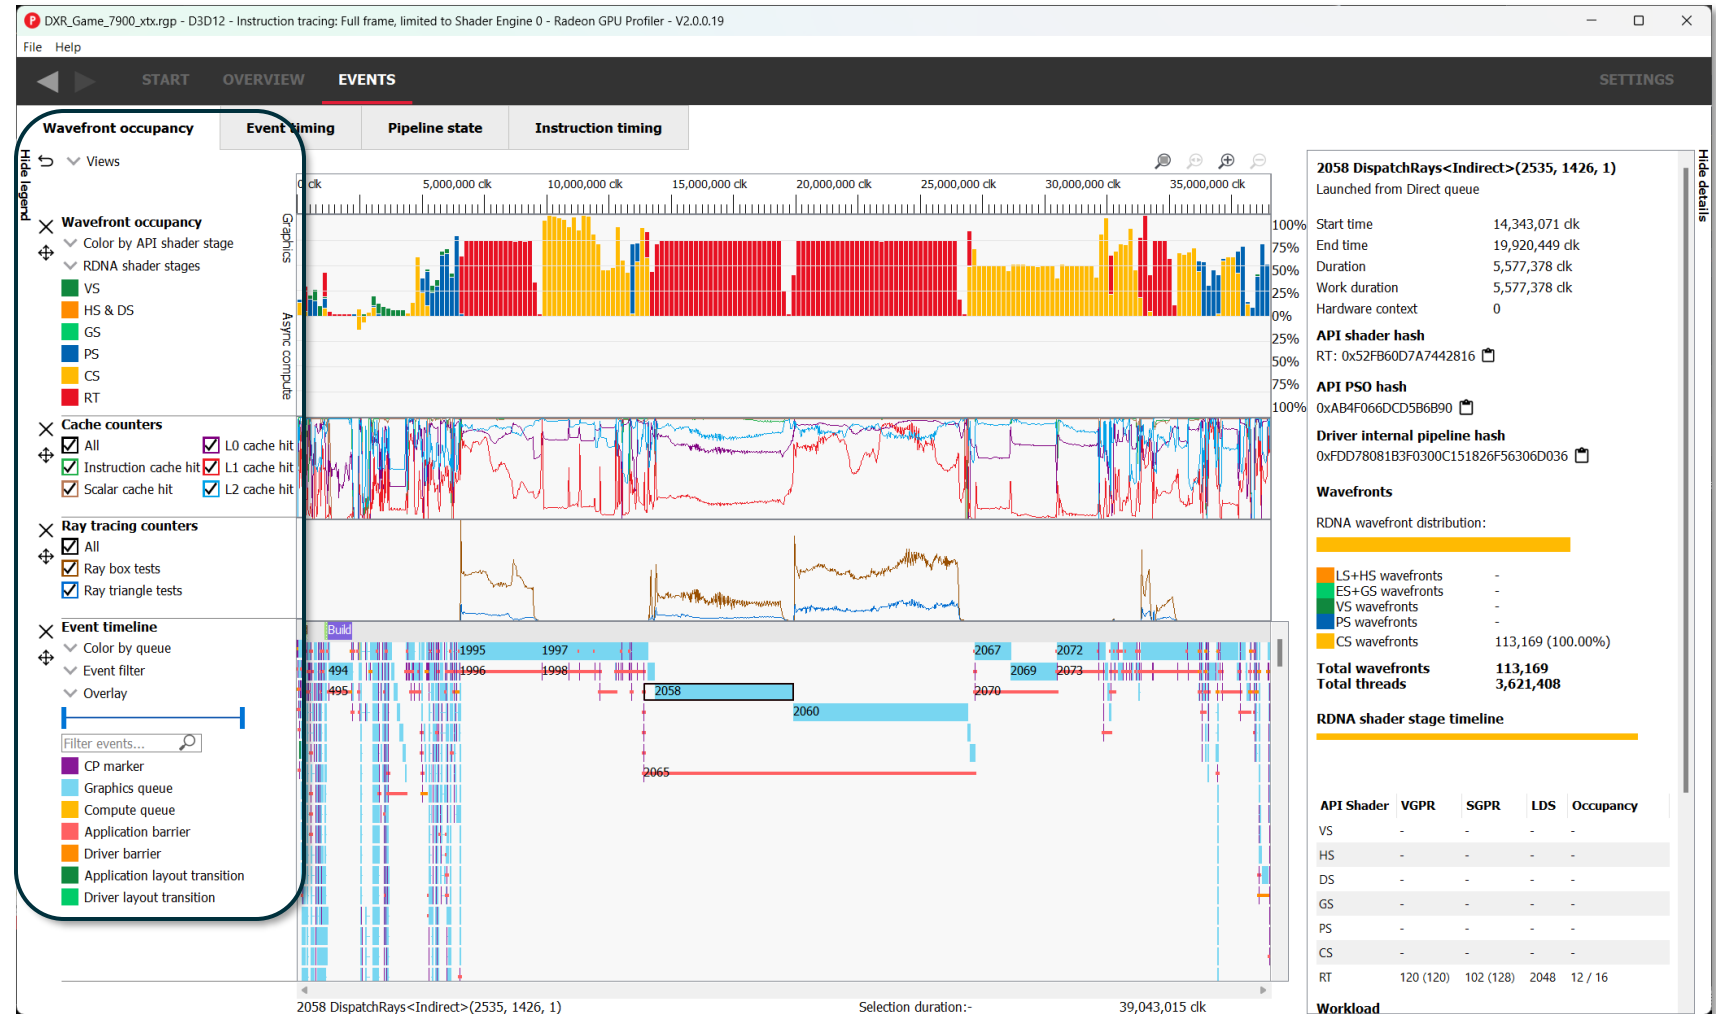 DXR_Game_7900_xtx.rgp - D3D12 - Instruction tracing: Full frame, limited to Shader Engine 0 - Radeon GPU Profiler - V2.0.0.19
File Help
START OVERVIEW EVENTS SETTINGS
Wavefront occupancy Event timing Pipeline state Instruction timing
Hide legend
Views
Wavefront occupancy
Color by API shader stage
RDNA shader stages
VS
HS & DS
GS
PS
CS
RT
Cache counters
All L0 cache hit
Instruction cache hit L1 cache hit
Scalar cache hit L2 cache hit
Ray tracing counters
All
Ray box tests
Ray triangle tests
Event timeline
Color by queue
Event filter
Overlay
Filter events...
CP marker
Graphics queue
Compute queue
Application barrier
Driver barrier
Application layout transition
Driver layout transition
0 clk 5,000,000 clk 10,000,000 clk 15,000,000 clk 20,000,000 clk 25,000,000 clk 30,000,000 clk 35,000,000 clk
Graphics
Async compute
100%
75%
50%
25%
0%
25%
50%
75%
100%
Build
1995 1997 2067 2072
494 1996 1998 2069 2073
495 2058 2070
2060
2065
2058 DispatchRays<Indirect>(2535, 1426, 1) Selection duration:- 39,043,015 clk
Hide details
2058 DispatchRays<Indirect>(2535, 1426, 1)
Launched from Direct queue
Start time 14,343,071 clk
End time 19,920,449 clk
Duration 5,577,378 clk
Work duration 5,577,378 clk
Hardware context 0
API shader hash
RT: 0x52FB60D7A7442816
API PSO hash
0xAB4F066DCD5B6B90
Driver internal pipeline hash
0xFDD78081B3F0300C151826F56306D036
Wavefronts
RDNA wavefront distribution:
LS+HS wavefronts -
ES+GS wavefronts -
VS wavefronts -
PS wavefronts -
CS wavefronts 113,169 (100.00%)
Total wavefronts 113,169
Total threads 3,621,408
RDNA shader stage timeline
API Shader VGPR SGPR LDS Occupancy
VS - - - -
HS - - - -
DS - - - -
GS - - - -
PS - - - -
CS - - - -
RT 120 (120) 102 (128) 2048 12 / 16
Workload